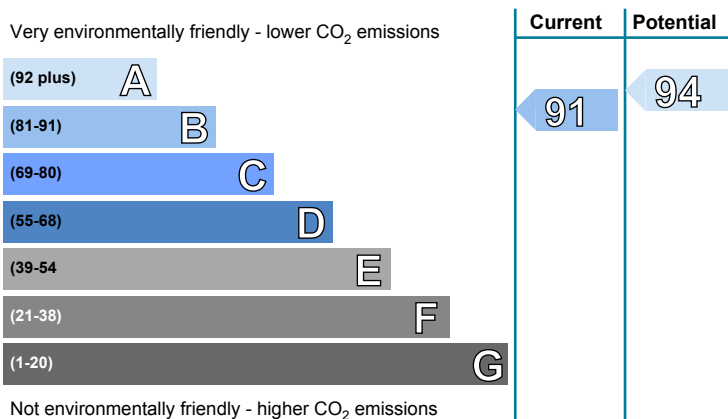 Very environmentally friendly - lower CO2 emissions
Current
Potential
(92 plus) A
(81-91) B
(69-80) C
(55-68) D
(39-54 E
(21-38) F
(1-20) G
91
94
Not environmentally friendly - higher CO2 emissions